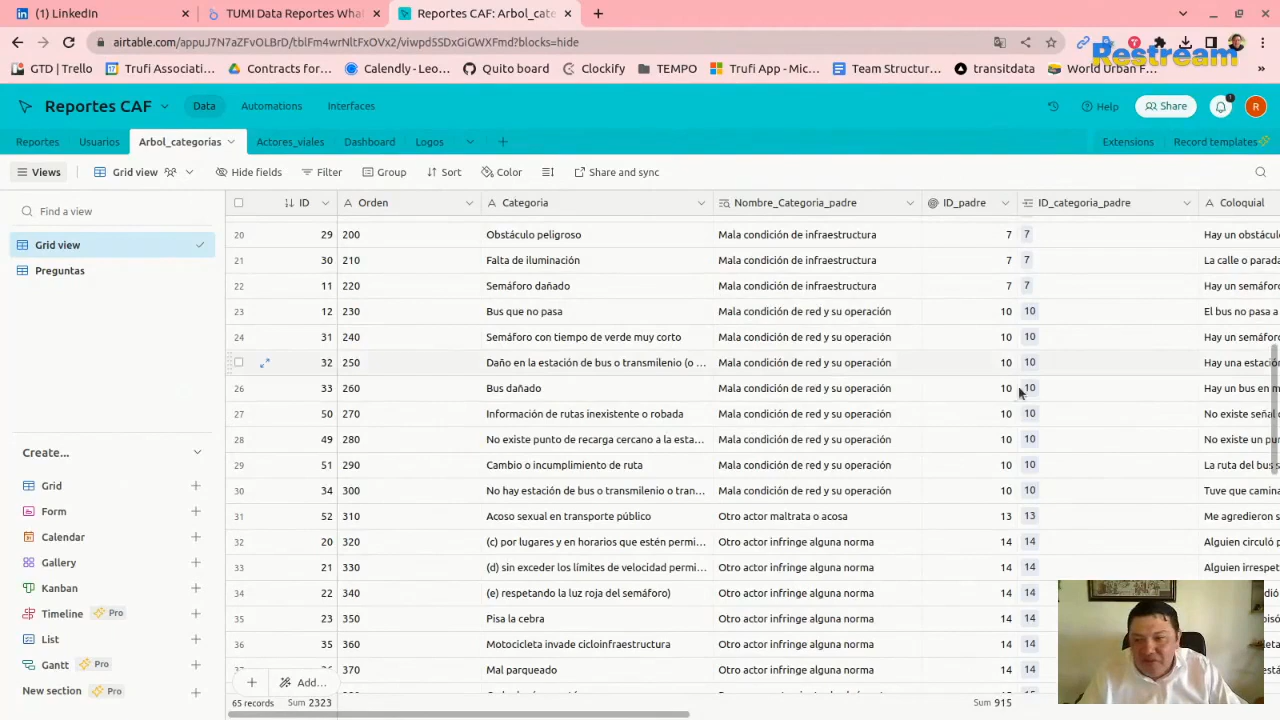 LinkedIn
TUMI Data Reportes Wha
Reportes CAF: Arbol_cate
airtable.com/appuJ7N7aZFvOLBrD/tblFm4wrNltFxOVx2/viwpdSSDxGiGWXFmd?blocks=hide
Restream
GTD | Trello
Trufi Associati...
Contracts for...
Calendly - Leo...
Quito board
Clockify
TEMPO
Trufi App - Mic...
Team Structur...
transitdata
World Urban F...
Reportes CAF
Data
Automations
Interfaces
Help
Share
1
R
Reportes
Usuarios
Arbol_categorias
Actores_viales
Dashboard
Logos
Extensions
Record templates
Views
Grid view
Hide fields
Filter
Group
Sort
Color
Share and sync
Find a view
Grid view
Preguntas
Create...
Grid
Form
Calendar
Gallery
Kanban
Timeline Pro
List
Gantt Pro
New section Pro
ID Orden Categoria Nombre_Categoria_padre ID_padre ID_categoria_padre Coloquial
20 29 200 Obstáculo peligroso Mala condición de infraestructura 7 7 Hay un obstácul
21 30 210 Falta de iluminación Mala condición de infraestructura 7 7 La calle o parada
22 11 220 Semáforo dañado Mala condición de infraestructura 7 7 Hay un semáforo
23 12 230 Bus que no pasa Mala condición de red y su operación 10 10 El bus no pasa a
24 31 240 Semáforo con tiempo de verde muy corto Mala condición de red y su operación 10 10 Hay un semáforo
32 250 Daño en la estación de bus o transmilenio (o ... Mala condición de red y su operación 10 10 Hay una estació
26 33 260 Bus dañado Mala condición de red y su operación 10 10 Hay un bus en m
27 50 270 Información de rutas inexistente o robada Mala condición de red y su operación 10 10 No existe señal
28 49 280 No existe punto de recarga cercano a la esta... Mala condición de red y su operación 10 10 No existe un pun
29 51 290 Cambio o incumplimiento de ruta Mala condición de red y su operación 10 10 La ruta del bus s
30 34 300 No hay estación de bus o transmilenio o tran... Mala condición de red y su operación 10 10 Tuve que camina
31 52 310 Acoso sexual en transporte público Otro actor maltrata o acosa 13 13 Me agredieron s
32 20 320 (c) por lugares y en horarios que estén permi... Otro actor infringe alguna norma 14 14 Alguien circuló p
33 21 330 (d) sin exceder los límites de velocidad permi... Otro actor infringe alguna norma 14 14 Alguien irrespet
34 22 340 (e) respetando la luz roja del semáforo) Otro actor infringe alguna norma 14 14
35 23 350 Pisa la cebra Otro actor infringe alguna norma 14 14
36 35 360 Motocicleta invade cicloinfraestructura Otro actor infringe alguna norma 14 14
370 Mal parqueado Otro actor infringe alguna norma 14 14
Add...
65 records Sum 2323 Sum 915